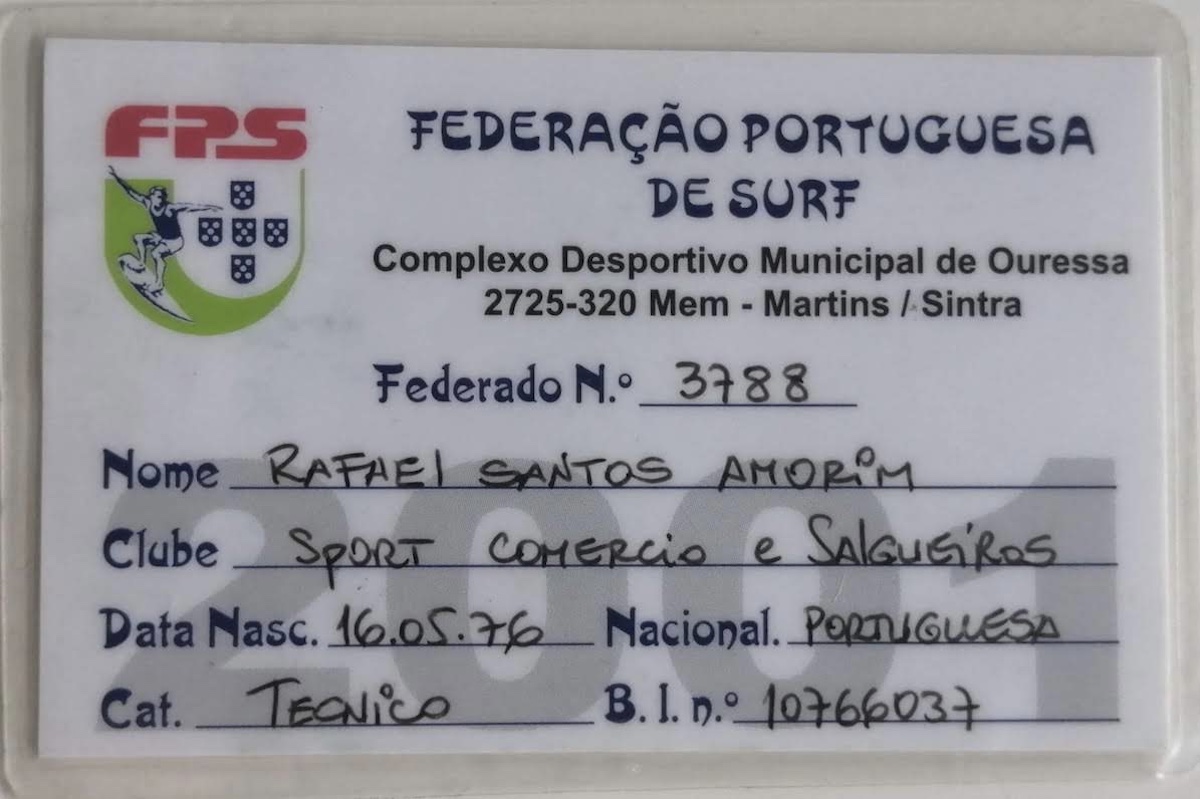 FPS
FEDERAÇÃO PORTUGUESA
DE SURF
Complexo Desportivo Municipal de Ouressa
2725-320 Mem - Martins / Sintra
Federado N.º 3788
2001
Nome RAFAEl SANTOS AMORiM
Clube SpORT COMERCiO e SAlGUEiROS
Data Nasc. 16.05.76 Nacional. PORTUGUESA
Cat. TECNiCO B. I. n.º 10766037